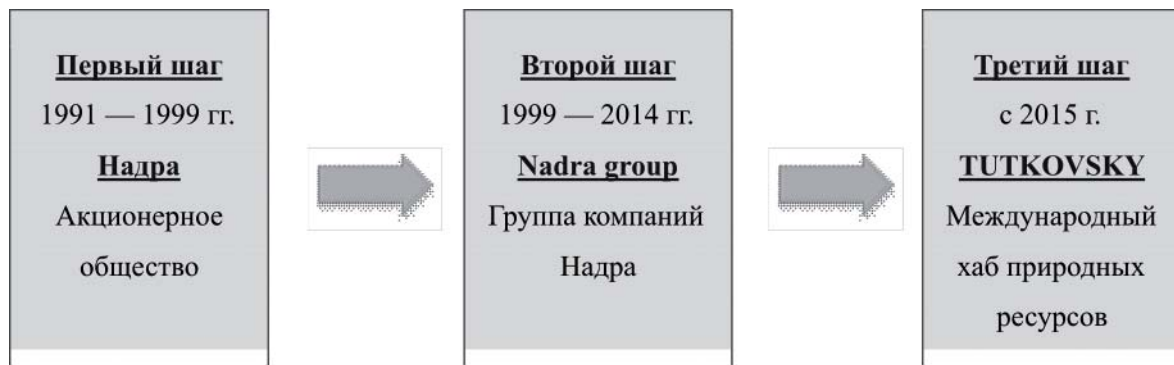 Первый шаг
1991 — 1999 гг.
Надра
Акционерное
общество
Второй шаг
1999 — 2014 гг.
Nadra group
Группа компаний
Надра
Третий шаг
с 2015 г.
TUTKOVSKY
Международный
хаб природных
ресурсов